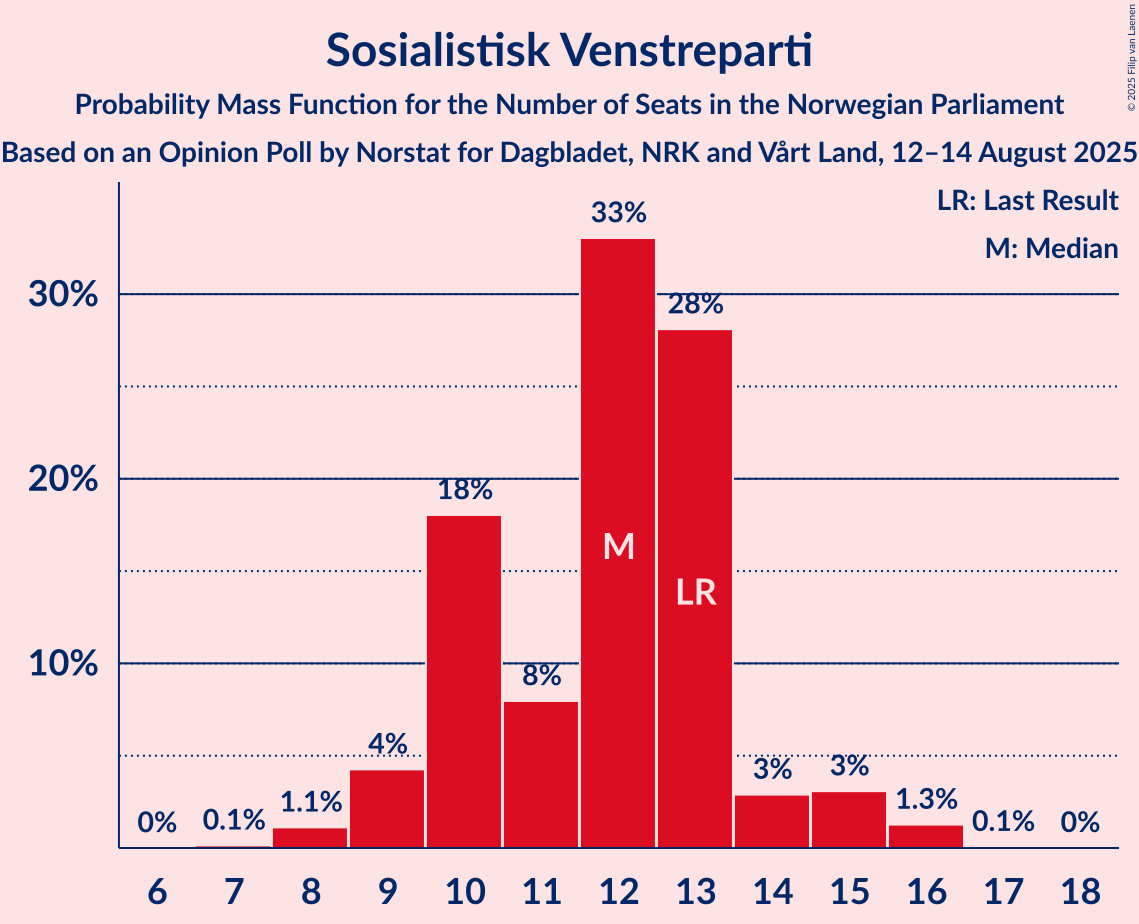 Sosialistisk Venstreparti
Probability Mass Function for the Number of Seats in the Norwegian Parliament
Based on an Opinion Poll by Norstat for Dagbladet, NRK and Vårt Land, 12–14 August 2025
© 2025 Filip van Laenen
LR: Last Result
M: Median
30%
20%
10%
0%
0.1%
1.1%
4%
18%
8%
33%
28%
3%
3%
1.3%
0.1%
0%
M
LR
6 7 8 9 10 11 12 13 14 15 16 17 18